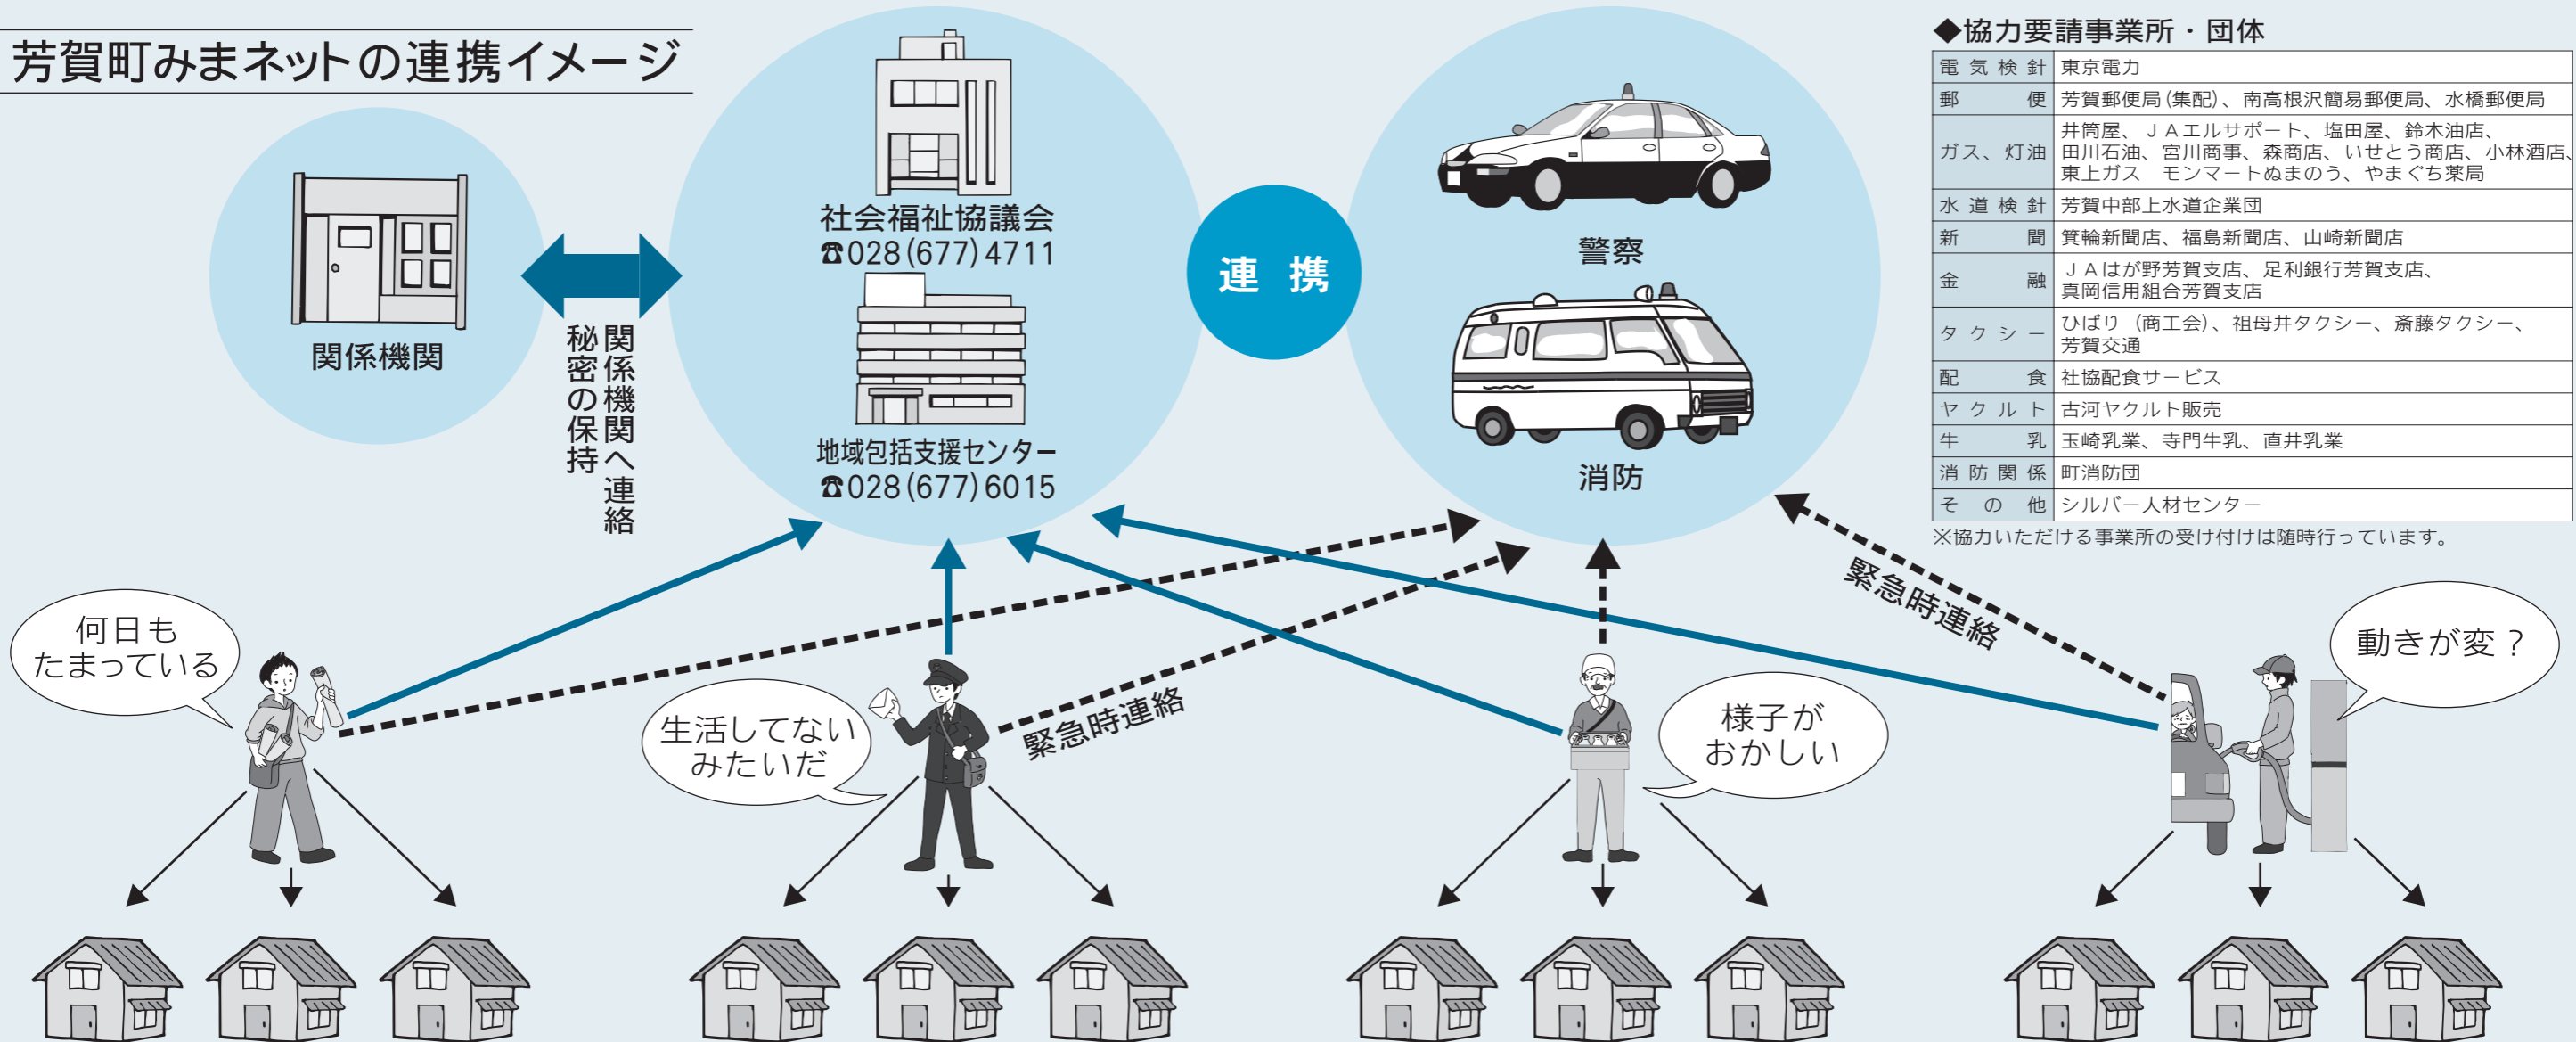 芳賀町みまネットの連携イメージ
関係機関
関係機関へ連絡
秘密の保持
社会福祉協議会
☎028(677)4711
地域包括支援センター
☎028(677)6015
連携
警察
消防
◆協力要請事業所・団体
電気検針 東京電力
郵便 芳賀郵便局(集配)、南高根沢簡易郵便局、水橋郵便局
ガス、灯油 井筒屋、JAエルサポート、塩田屋、鈴木油店、
田川石油、宮川商事、森商店、いせとう商店、小林酒店、
東上ガス　モンマートぬまのう、やまぐち薬局
水道検針 芳賀中部上水道企業団
新聞 箕輪新聞店、福島新聞店、山崎新聞店
金融 JAはが野芳賀支店、足利銀行芳賀支店、
真岡信用組合芳賀支店
タクシー ひばり(商工会)、祖母井タクシー、斎藤タクシー、
芳賀交通
配食 社協配食サービス
ヤクルト 古河ヤクルト販売
牛乳 玉崎乳業、寺門牛乳、直井乳業
消防関係 町消防団
その他 シルバー人材センター
※協力いただける事業所の受け付けは随時行っています。
何日も
たまっている
生活してない
みたいだ
緊急時連絡
様子が
おかしい
緊急時連絡
動きが変？